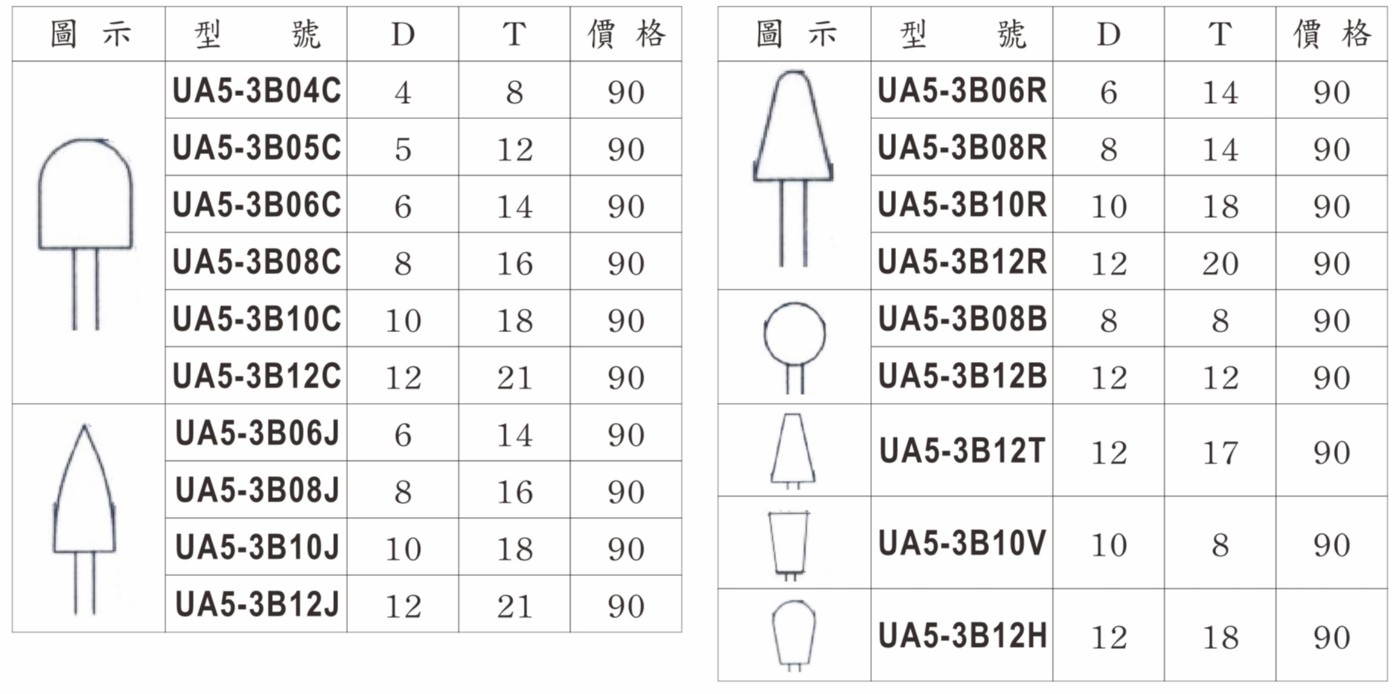 圖示 型號 D T 價格
UA5-3B04C 4 8 90
UA5-3B05C 5 12 90
UA5-3B06C 6 14 90
UA5-3B08C 8 16 90
UA5-3B10C 10 18 90
UA5-3B12C 12 21 90
UA5-3B06J 6 14 90
UA5-3B08J 8 16 90
UA5-3B10J 10 18 90
UA5-3B12J 12 21 90
圖示 型號 D T 價格
UA5-3B06R 6 14 90
UA5-3B08R 8 14 90
UA5-3B10R 10 18 90
UA5-3B12R 12 20 90
UA5-3B08B 8 8 90
UA5-3B12B 12 12 90
UA5-3B12T 12 17 90
UA5-3B10V 10 8 90
UA5-3B12H 12 18 90